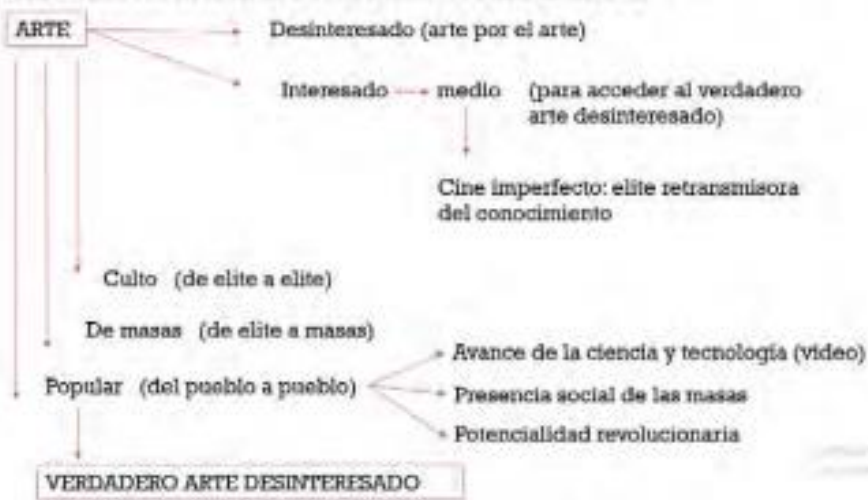 ARTE
Desinteresado (arte por el arte)
Interesado
medio
(para acceder al verdadero
arte desinteresado)
Cine imperfecto: elite retransmisora
del conocimiento
Culto (de elite a elite)
De masas (de elite a masas)
Popular (del pueblo a pueblo)
Avance de la ciencia y tecnología (video)
Presencia social de las masas
Potencialidad revolucionaria
VERDADERO ARTE DESINTERESADO